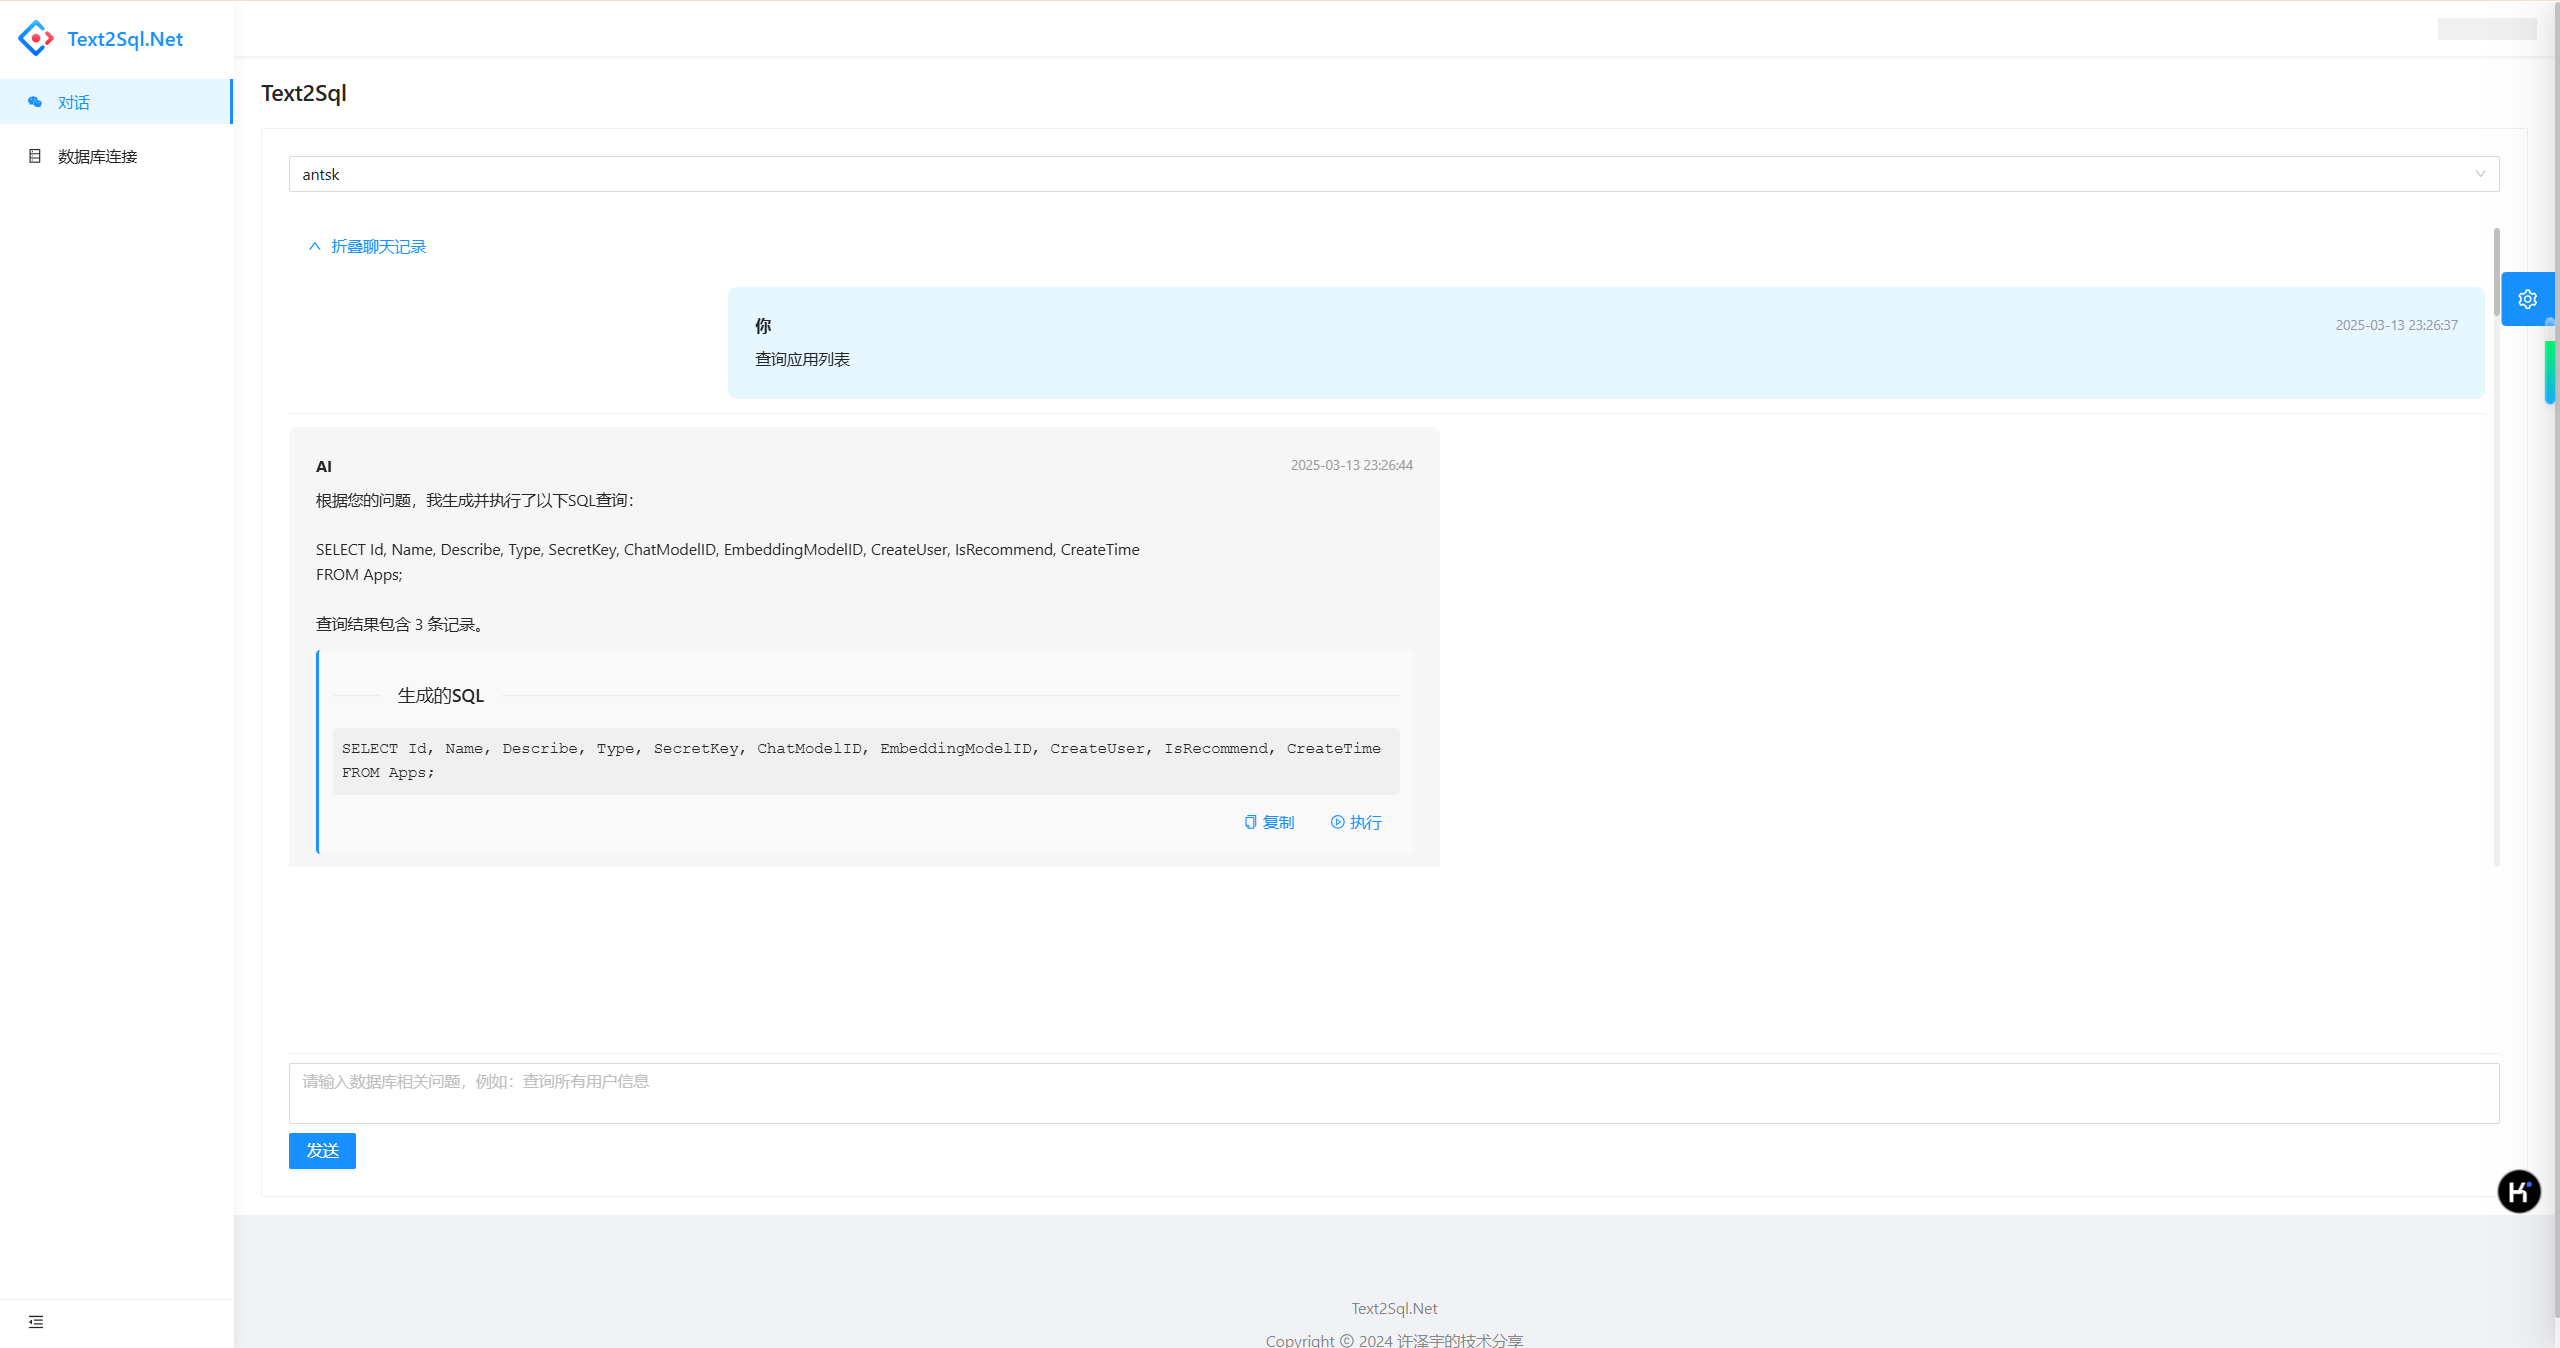 Text2Sql.Net
对话
数据库连接
Text2Sql
antsk
折叠聊天记录
你
2025-03-13 23:26:37
查询应用列表
AI
2025-03-13 23:26:44
根据您的问题，我生成并执行了以下SQL查询：
SELECT Id, Name, Describe, Type, SecretKey, ChatModelID, EmbeddingModelID, CreateUser, IsRecommend, CreateTime
FROM Apps;
查询结果包含 3 条记录。
生成的SQL
SELECT Id, Name, Describe, Type, SecretKey, ChatModelID, EmbeddingModelID, CreateUser, IsRecommend, CreateTime
FROM Apps;
复制
执行
请输入数据库相关问题，例如：查询所有用户信息
发送
K
Text2Sql.Net
Copyright © 2024 许泽宇的技术分享